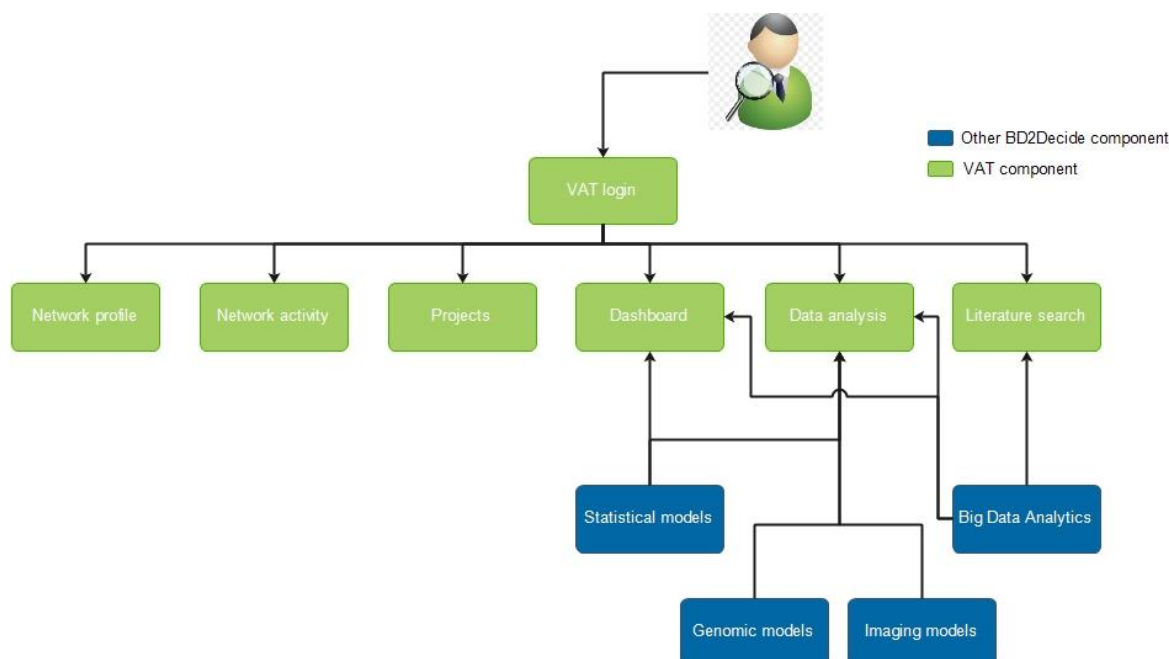 Other BD2Decide component
VAT component
VAT login
Network profile
Network activity
Projects
Dashboard
Data analysis
Literature search
Statistical models
Big Data Analytics
Genomic models
Imaging models